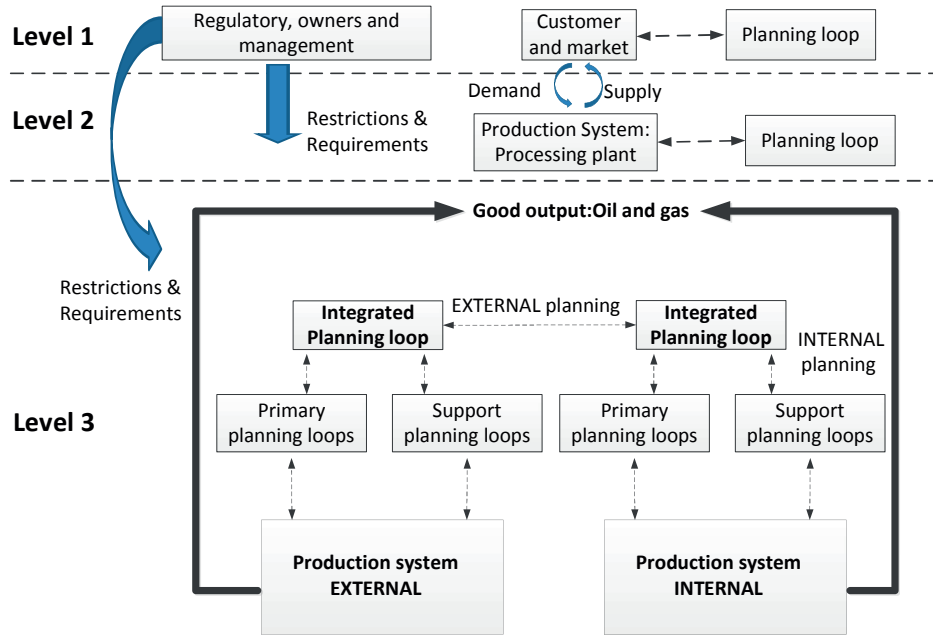 Level 1
Regulatory, owners and
management
Customer
and market
Planning loop
Demand
Supply
Level 2
Restrictions &
Requirements
Production System:
Processing plant
Planning loop
Good output:Oil and gas
Restrictions &
Requirements
Integrated
Planning loop
EXTERNAL planning
Integrated
Planning loop
INTERNAL
planning
Level 3
Primary
planning loops
Support
planning loops
Primary
planning loops
Support
planning loops
Production system
EXTERNAL
Production system
INTERNAL